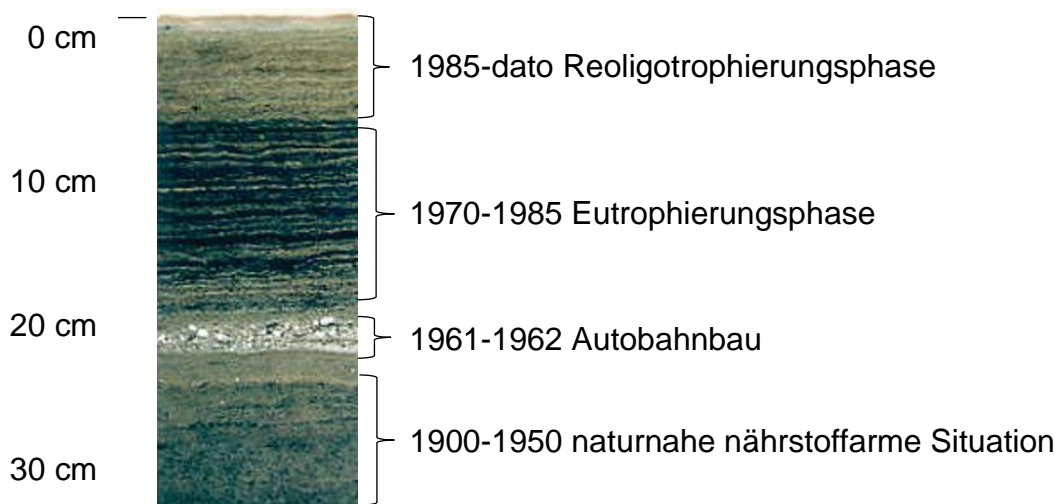 0 cm
1985-dato Reoligotrophierungsphase
10 cm
1970-1985 Eutrophierungsphase
20 cm
1961-1962 Autobahnbau
1900-1950 naturnahe nährstoffarme Situation
30 cm